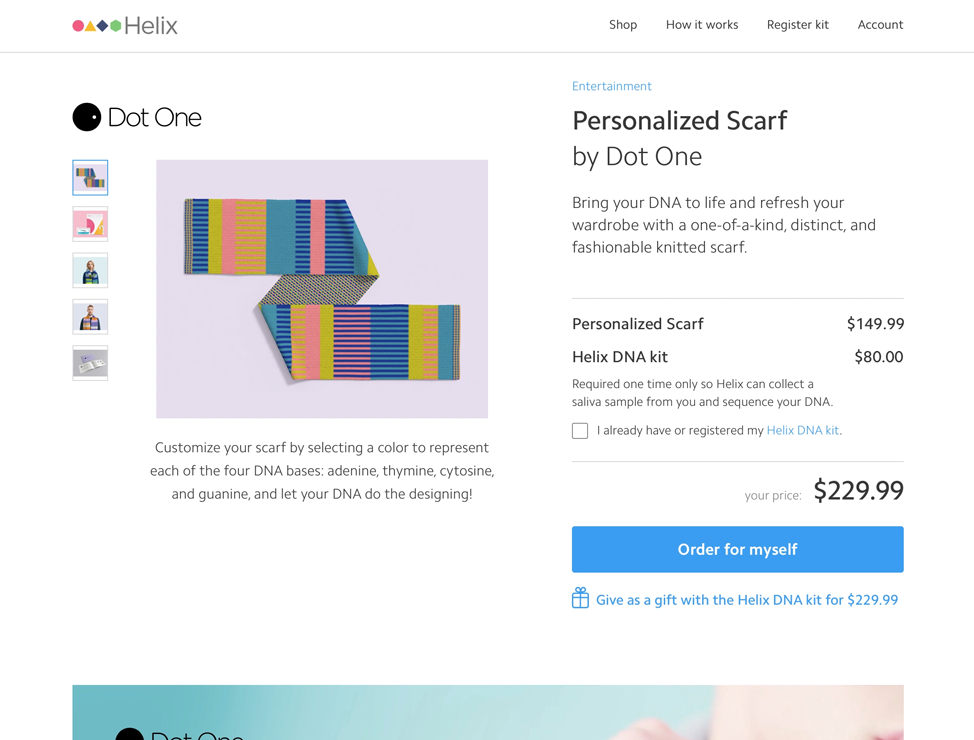 Helix
Shop
How it works
Register kit
Account
Dot One
Customize your scarf by selecting a color to represent
each of the four DNA bases: adenine, thymine, cytosine,
and guanine, and let your DNA do the designing!
Entertainment
Personalized Scarf
by Dot One
Bring your DNA to life and refresh your
wardrobe with a one-of-a-kind, distinct, and
fashionable knitted scarf.
Personalized Scarf $149.99
Helix DNA kit $80.00
Required one time only so Helix can collect a
saliva sample from you and sequence your DNA.
I already have or registered my Helix DNA kit.
your price: $229.99
Order for myself
Give as a gift with the Helix DNA kit for $229.99
Dot One